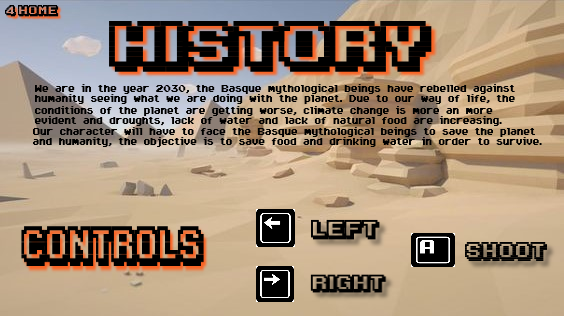 4 HOME
HISTORY
We are in the year 2030, the Basque mythological beings have rebelled against
humanity seeing what we are doing with the planet. Due to our way of life, the
conditions of the planet are getting worse, climate change is more an more
evident and droughts, lack of water and lack of natural food are increasing.
Our character will have to face the Basque mythological beings to save the planet
and humanity, the objective is to save food and drinking water in order to survive.
CONTROLS
← LEFT
A SHOOT
→ RIGHT